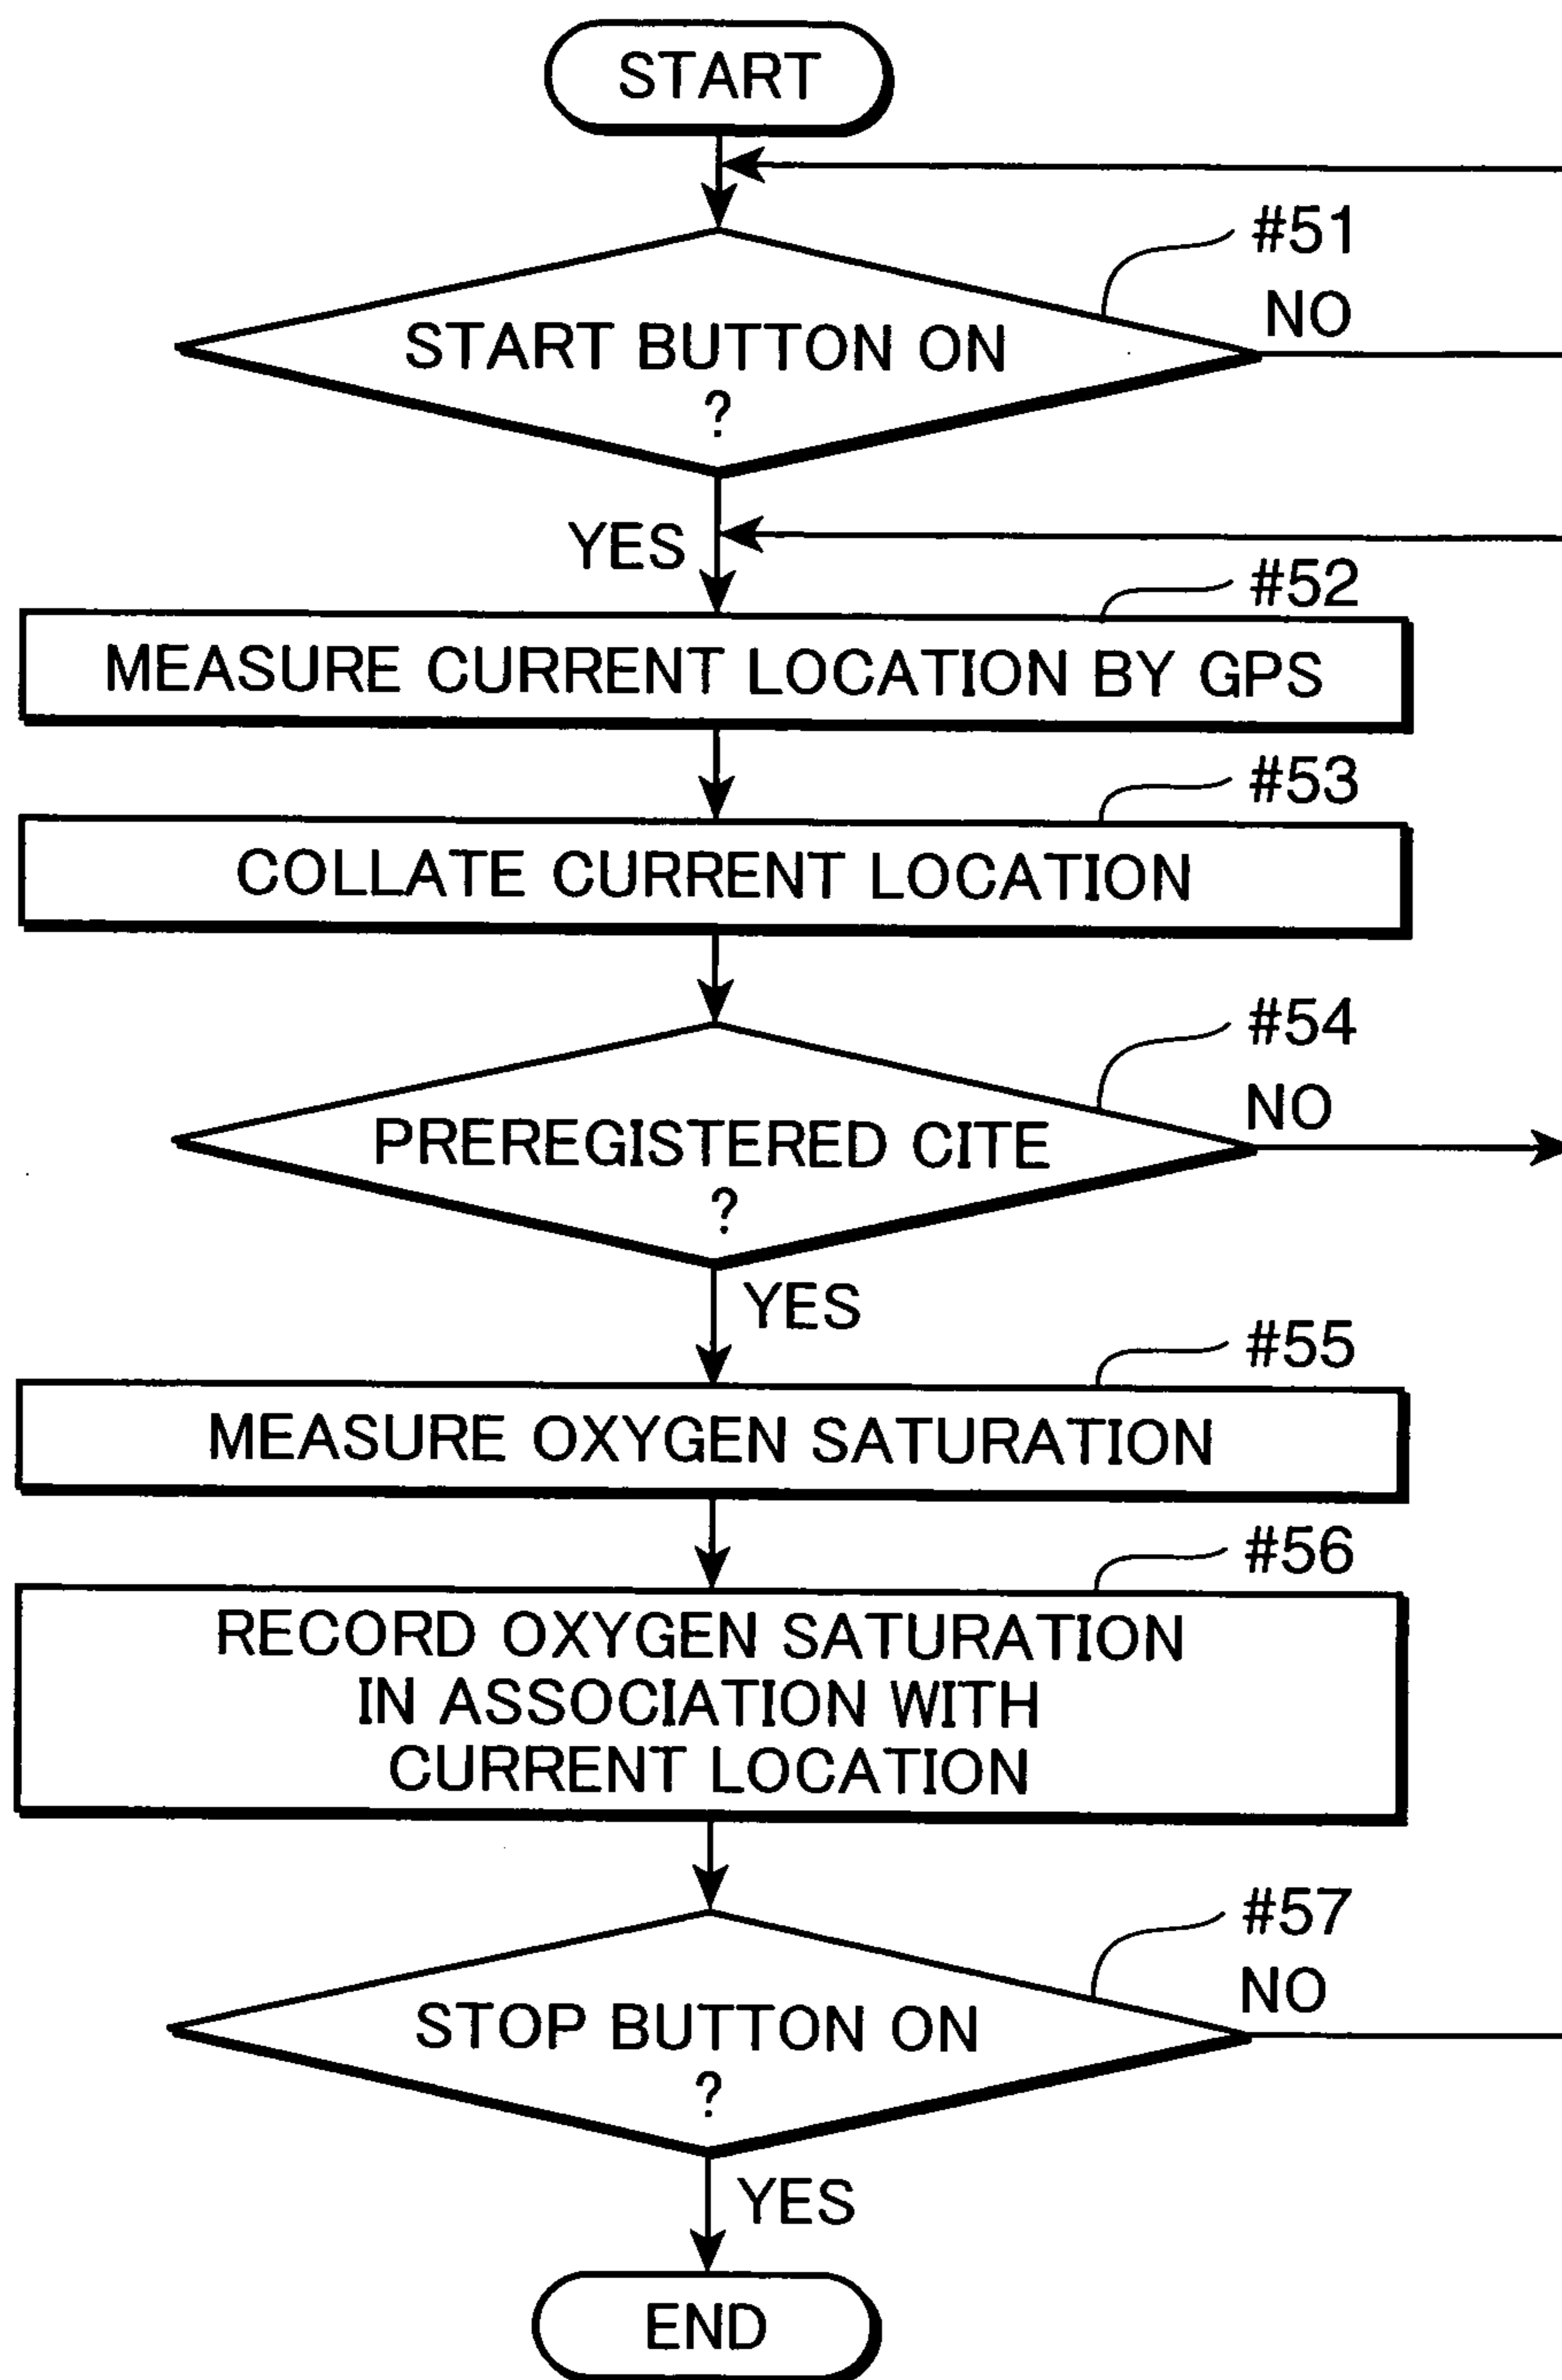 START
#51
NO
START BUTTON ON
?
YES
#52
MEASURE CURRENT LOCATION BY GPS
#53
COLLATE CURRENT LOCATION
#54
NO
PREREGISTERED CITE
?
YES
#55
MEASURE OXYGEN SATURATION
#56
RECORD OXYGEN SATURATION
IN ASSOCIATION WITH
CURRENT LOCATION
#57
NO
STOP BUTTON ON
?
YES
END